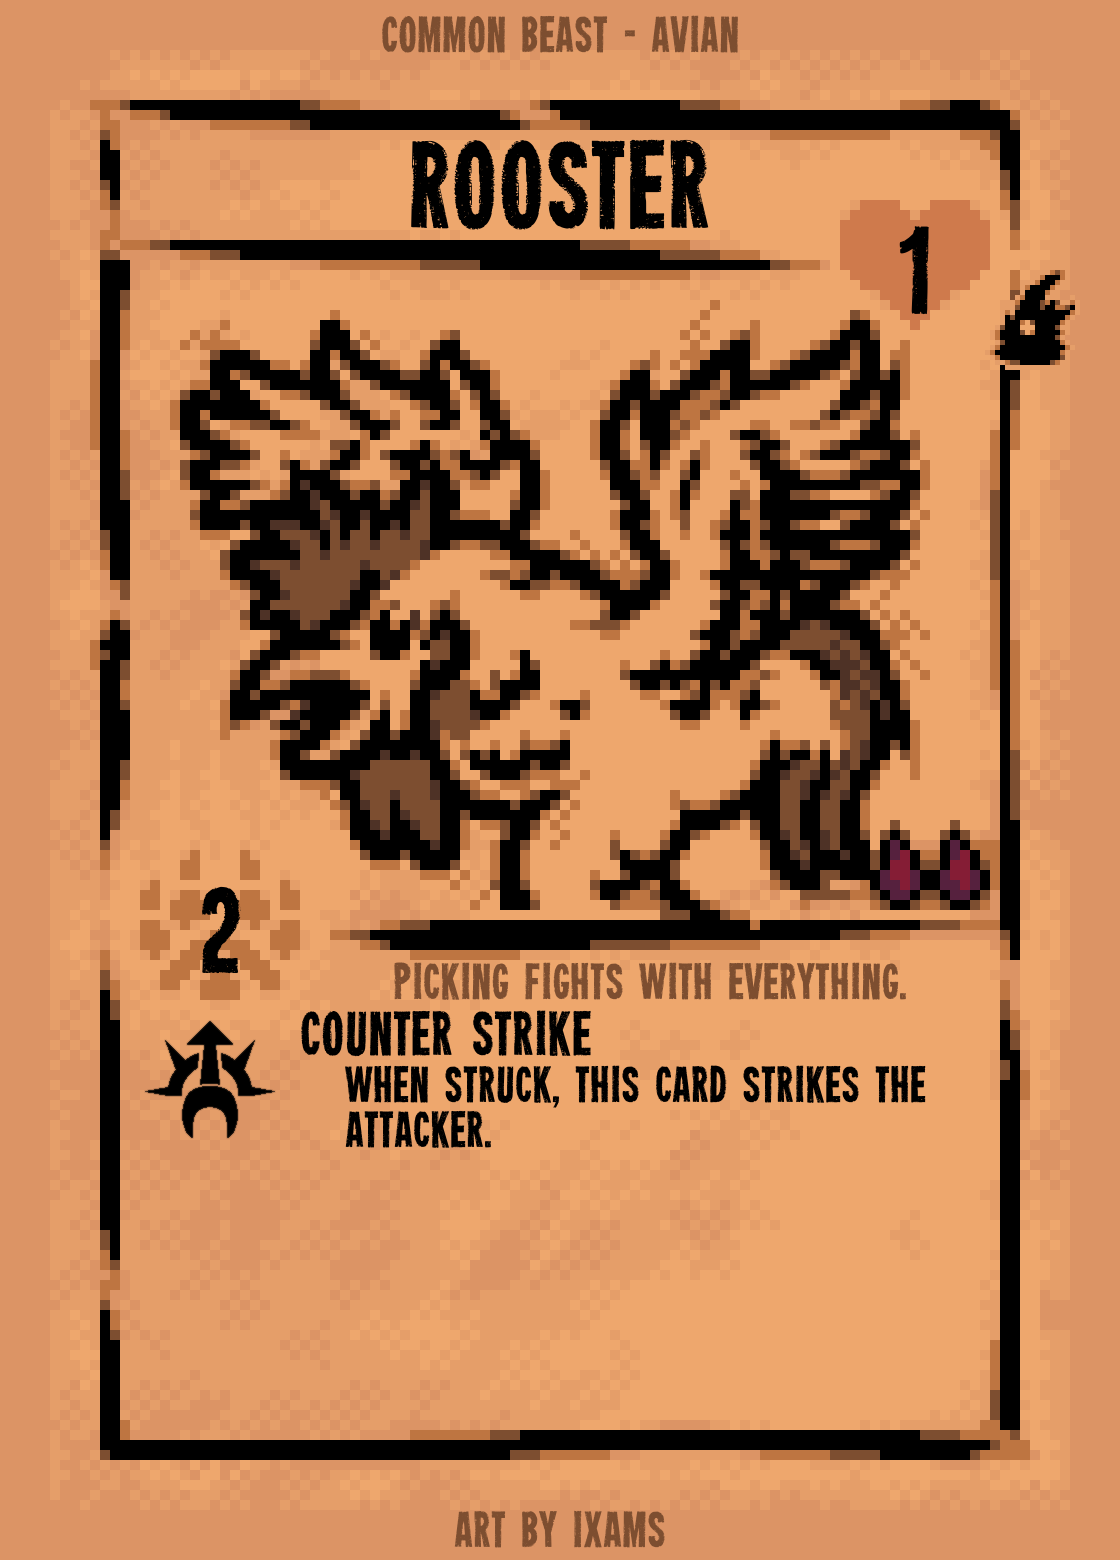 COMMON BEAST - AVIAN
ROOSTER
1
2
PICKING FIGHTS WITH EVERYTHING.
COUNTER STRIKE
WHEN STRUCK, THIS CARD STRIKES THE
ATTACKER.
ART BY IXAMS